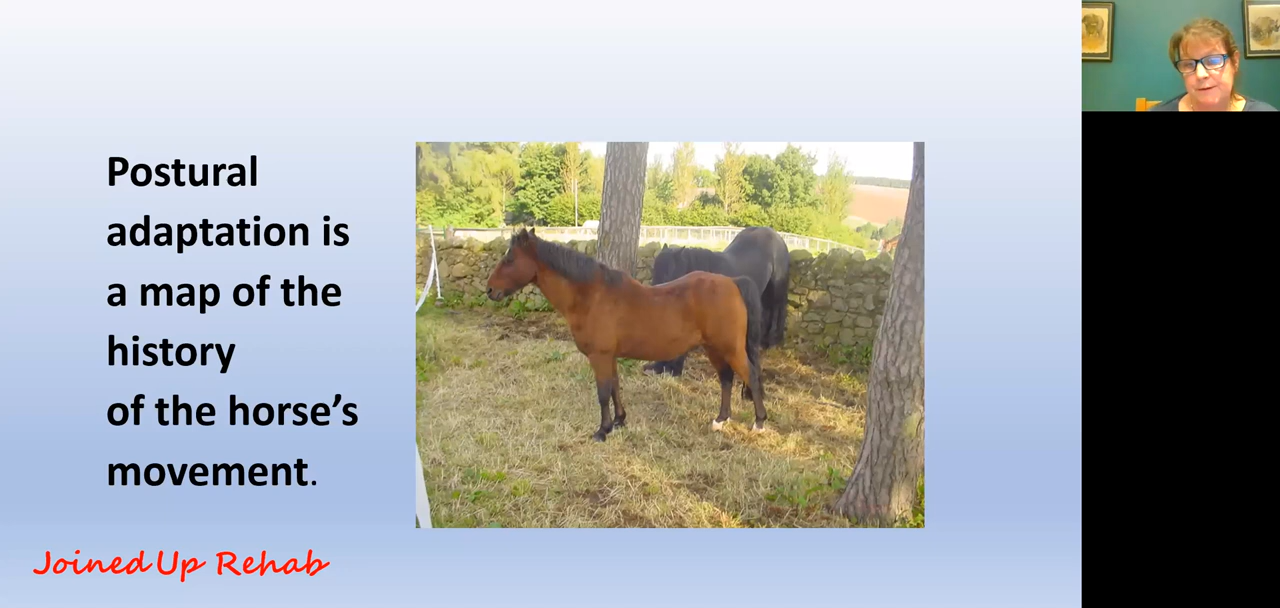 Postural
adaptation is
a map of the
history
of the horse’s
movement.
Joined Up Rehab